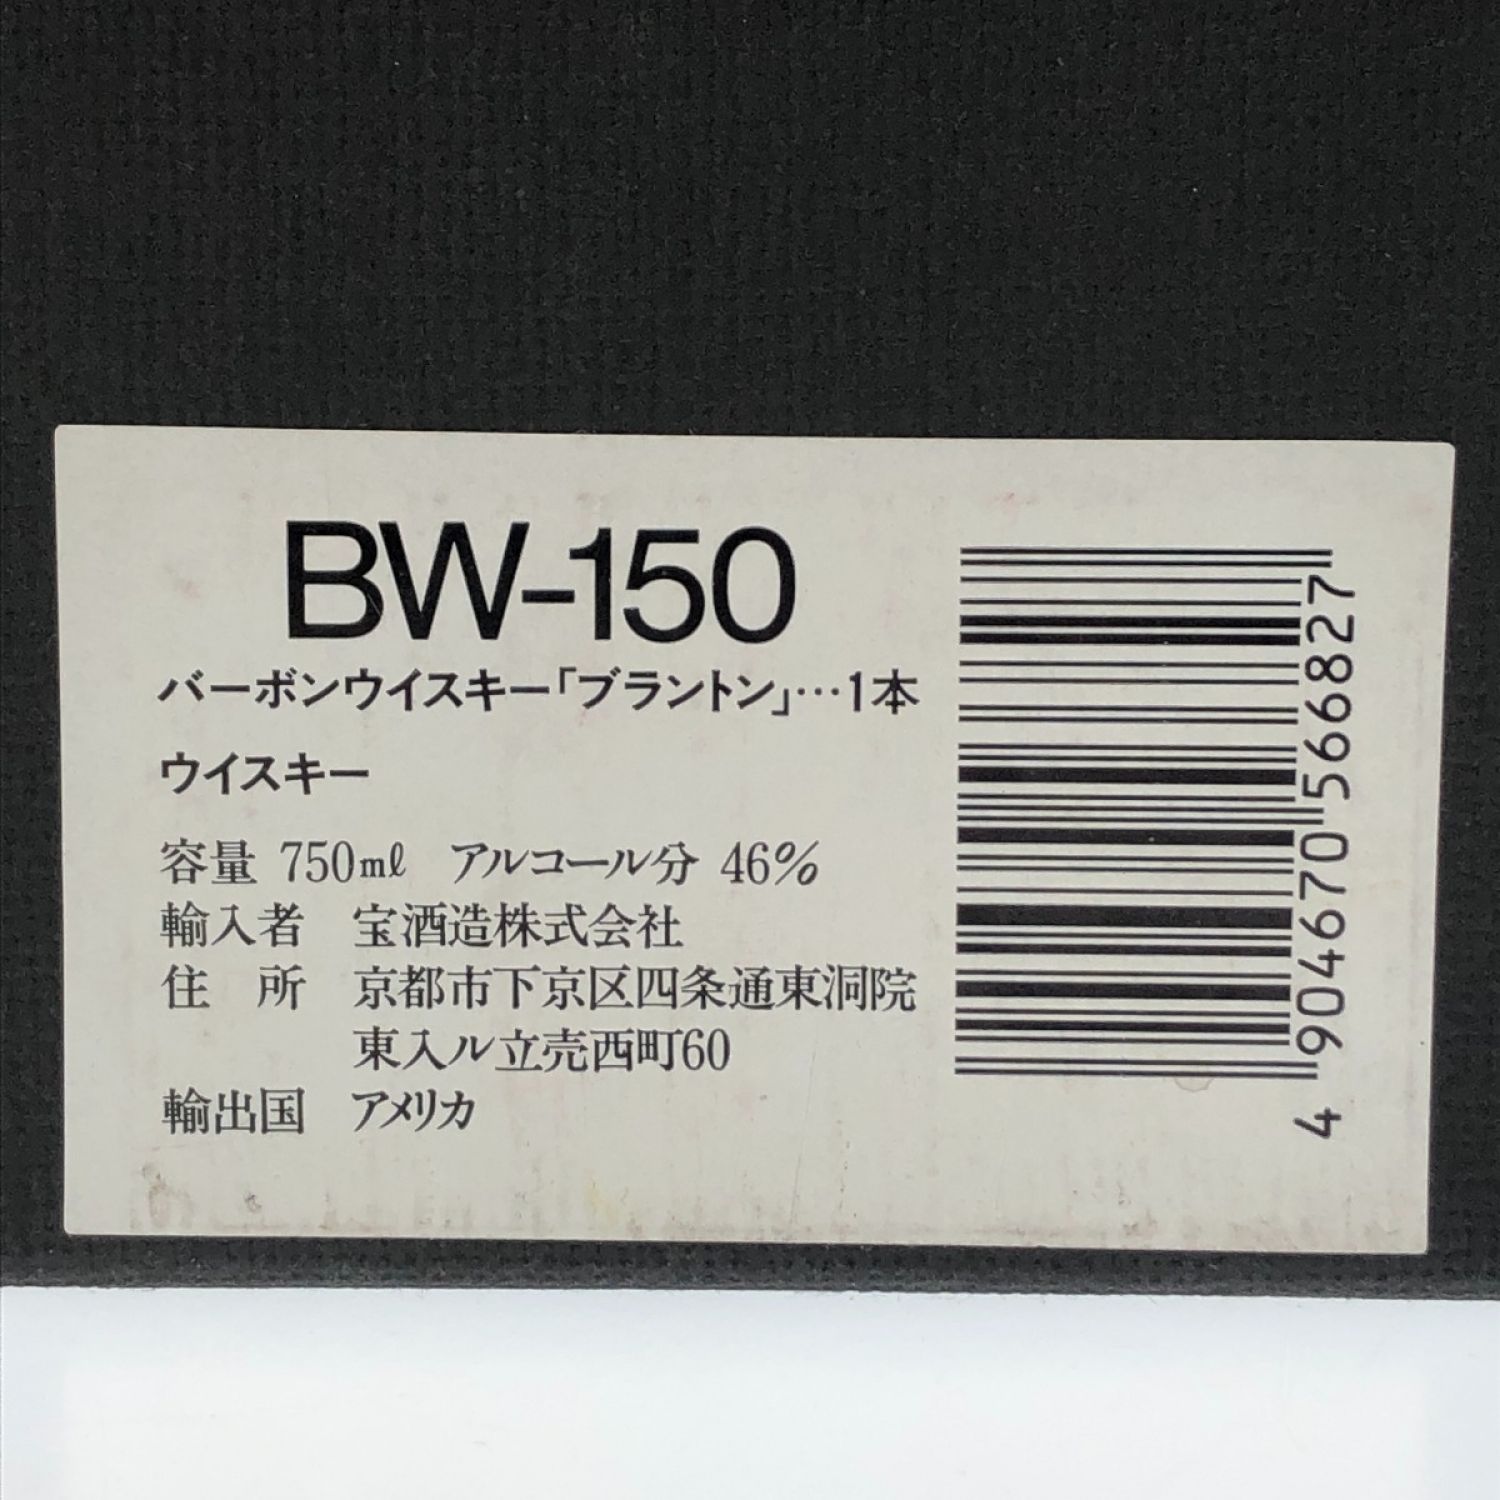 BW-150
バーボンウイスキー「ブラントン」…1本
ウイスキー
容量 750mℓ アルコール分 46%
輸入者 宝酒造株式会社
住 所 京都市下京区四条通東洞院
東入ル立売西町60
輸出国 アメリカ
4 904670 566827